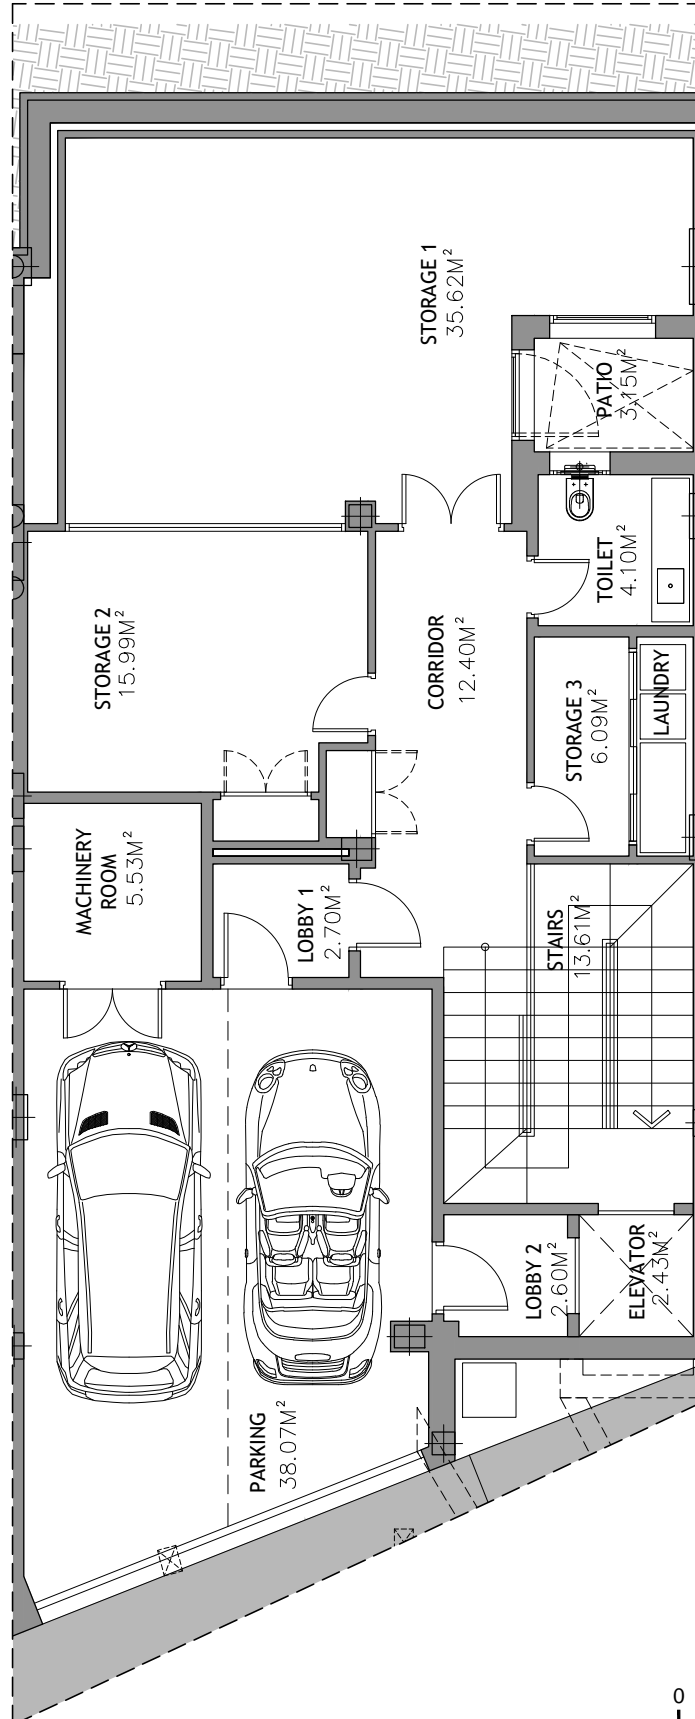 STORAGE 1
35.62M²
PATIO
3.15M²
TOILET
4.10M²
STORAGE 2
15.99M²
CORRIDOR
12.40M²
STORAGE 3
6.09M²
LAUNDRY
MACHINERY
ROOM
5.53M²
LOBBY 1
2.70M²
STAIRS
13.61M²
LOBBY 2
2.60M²
ELEVATOR
2.43M²
PARKING
38.07M²
0